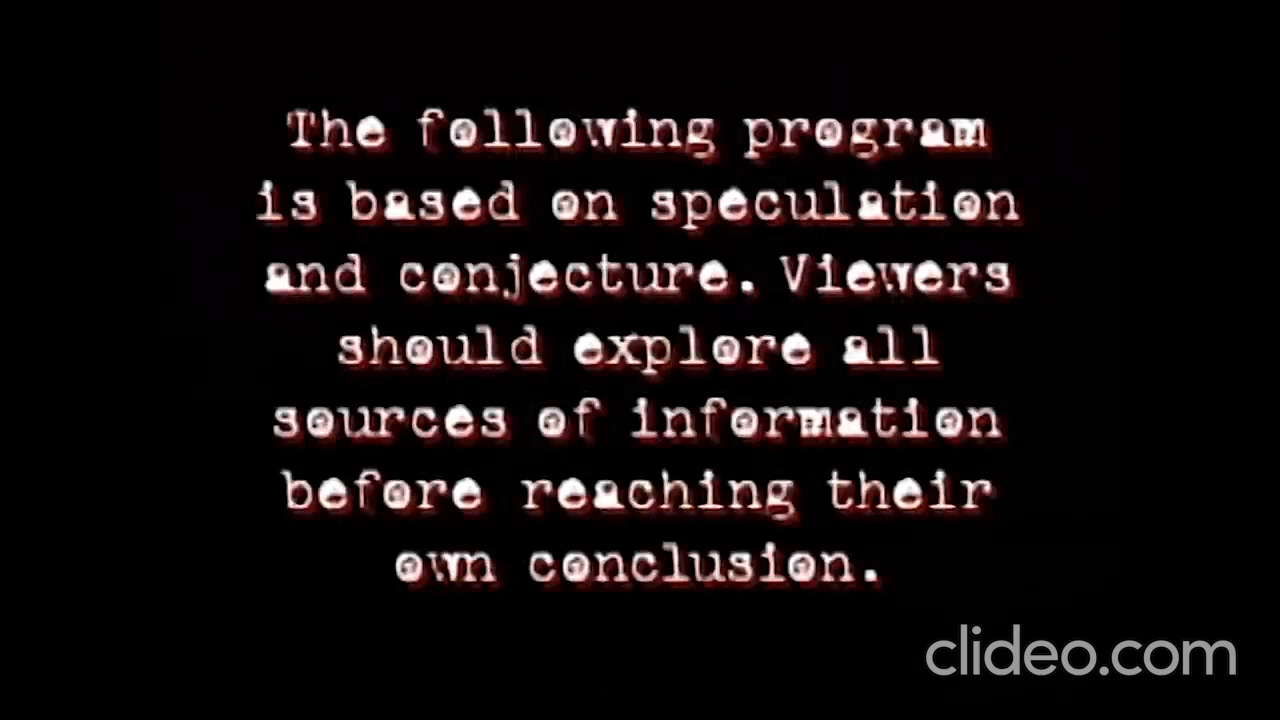 The following program
is based on speculation
and conjecture. Viewers
should explore all
sources of information
before reaching their
own conclusion.
clideo.com